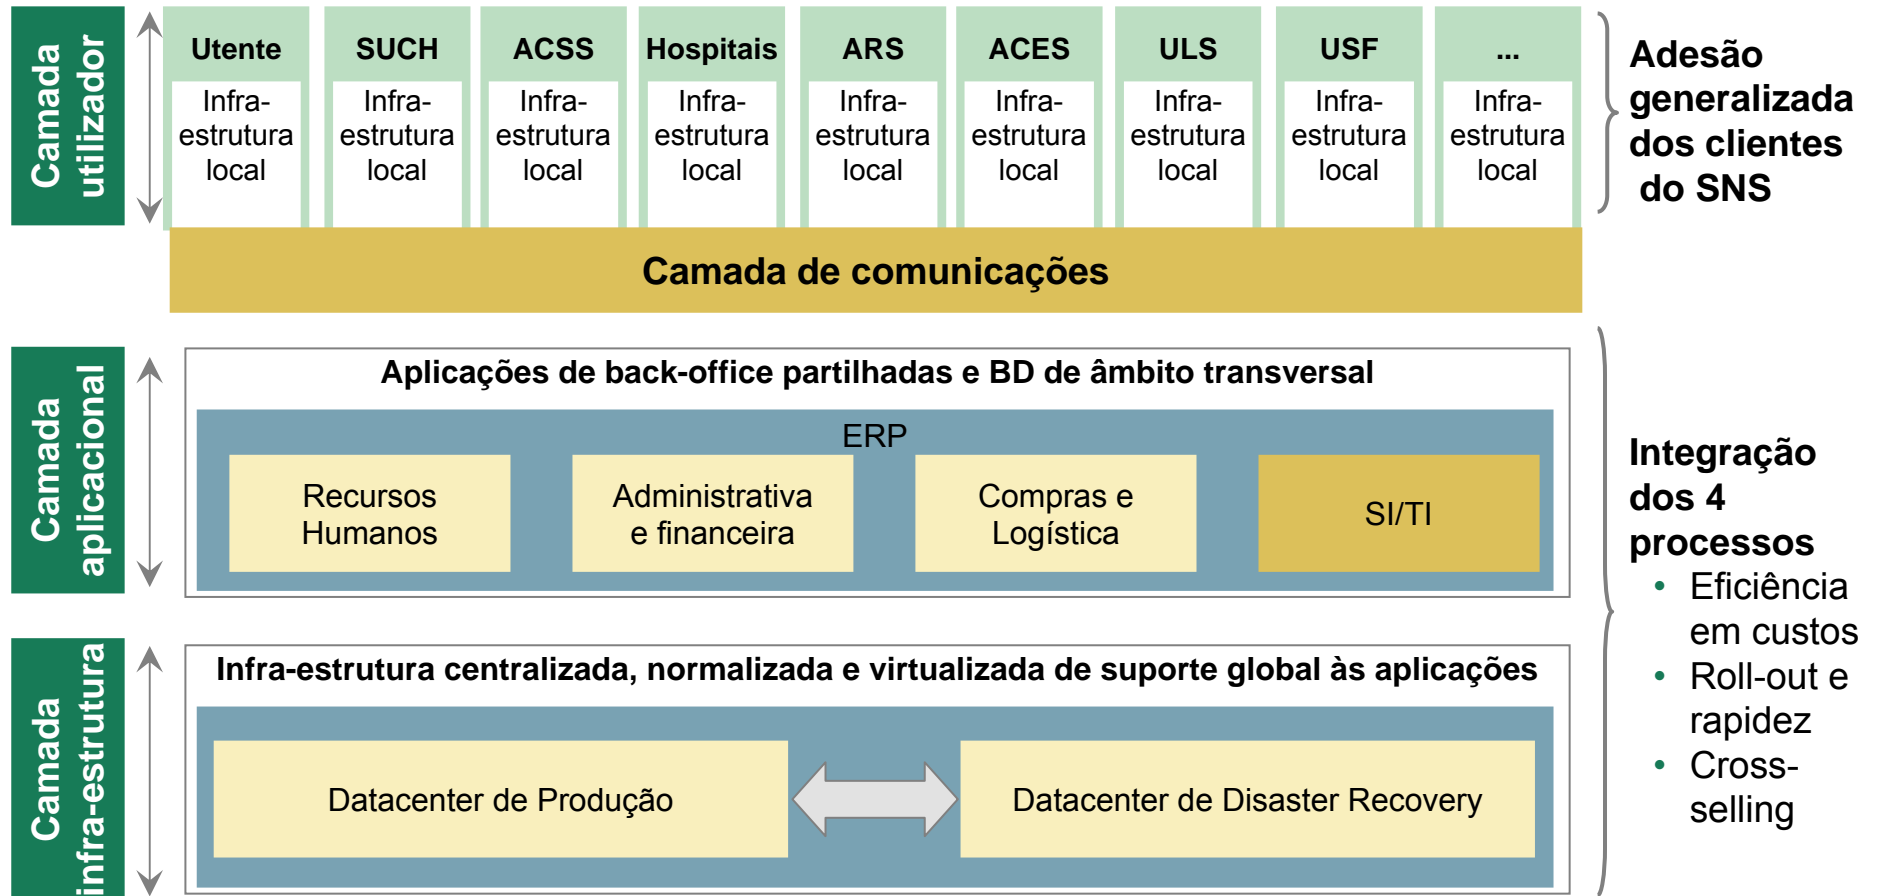 Camada
utilizador
Utente
SUCH
ACSS
Hospitais
ARS
ACES
ULS
USF
...
Infra-
estrutura
local
Infra-
estrutura
local
Infra-
estrutura
local
Infra-
estrutura
local
Infra-
estrutura
local
Infra-
estrutura
local
Infra-
estrutura
local
Infra-
estrutura
local
Infra-
estrutura
local
Adesão
generalizada
dos clientes
do SNS
Camada de comunicações
Camada
aplicacional
Aplicações de back-office partilhadas e BD de âmbito transversal
ERP
Recursos
Humanos
Administrativa
e financeira
Compras e
Logística
SI/TI
Camada
infra-estrutura
Infra-estrutura centralizada, normalizada e virtualizada de suporte global às aplicações
Datacenter de Produção
Datacenter de Disaster Recovery
Integração
dos 4
processos
• Eficiência
em custos
• Roll-out e
rapidez
• Cross-
selling